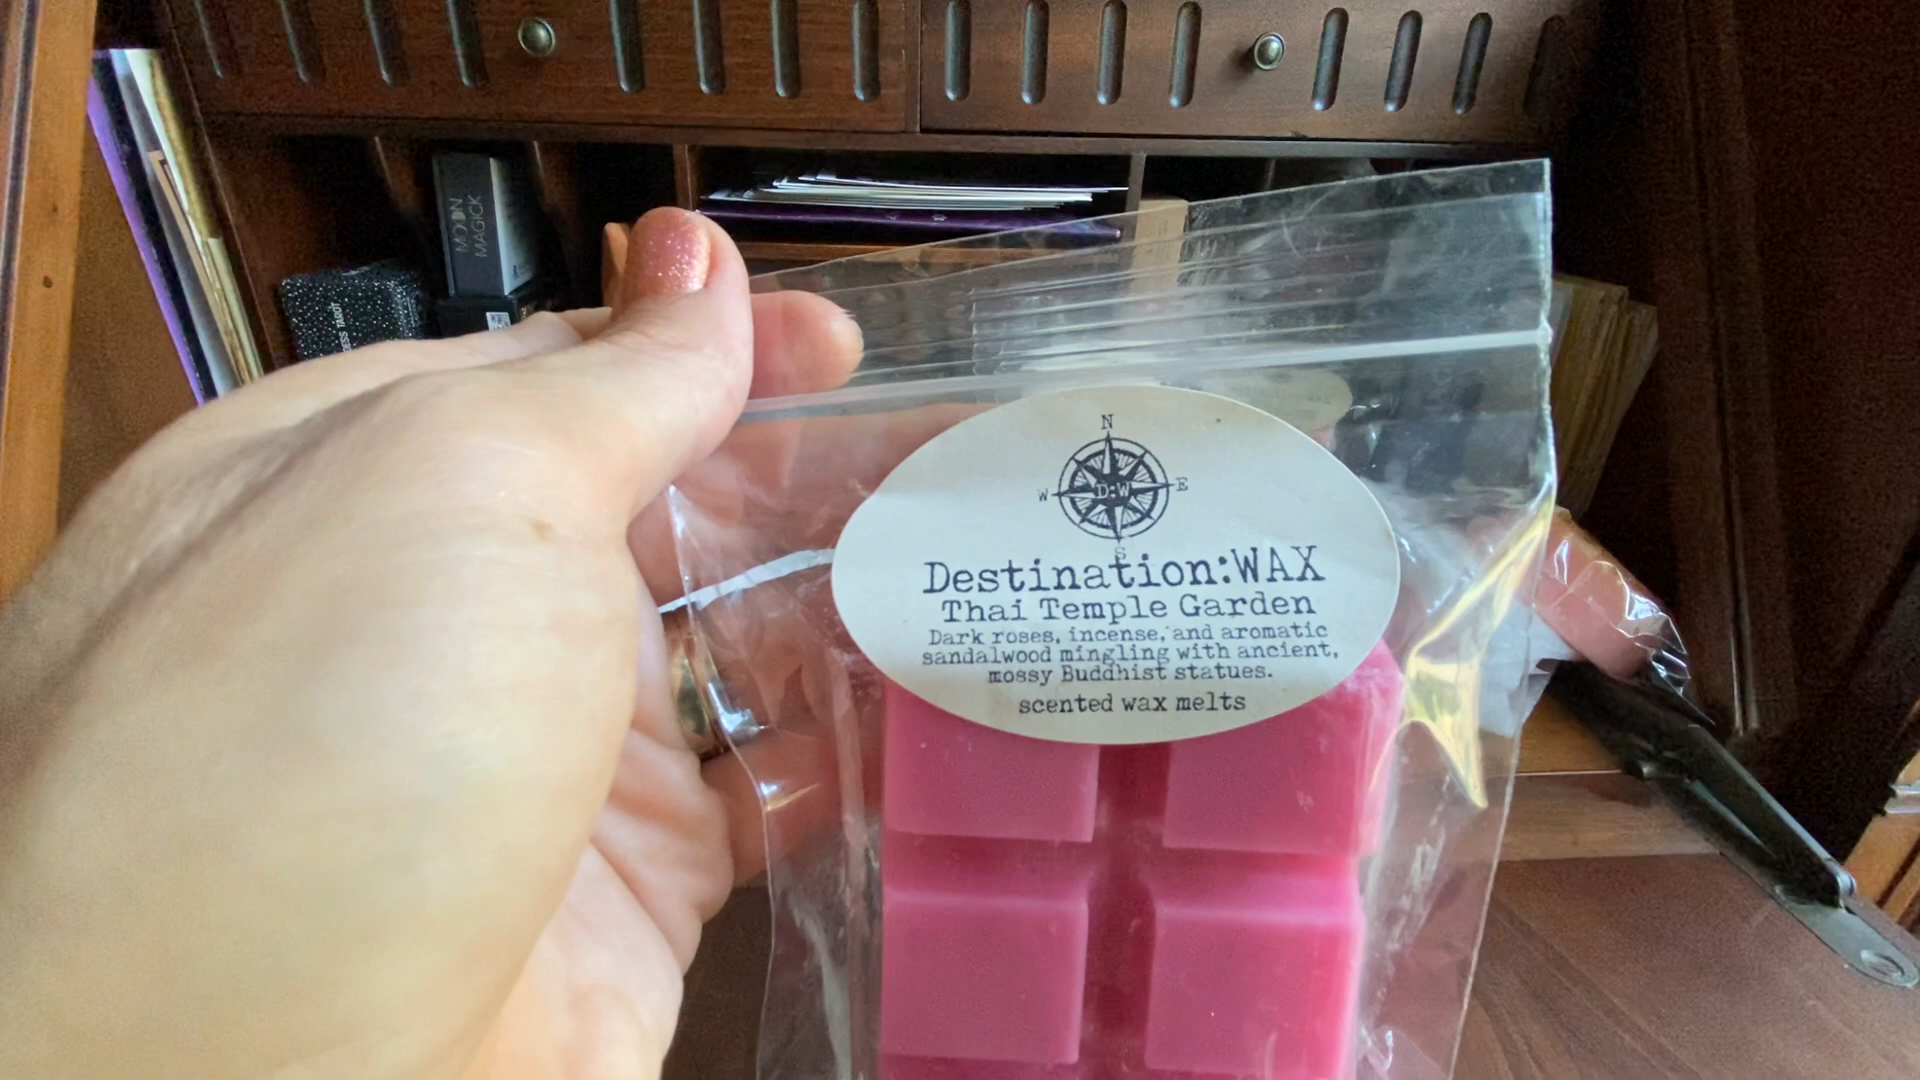 MOON
MAGICK
TAROT
N
W D:W E
S
Destination:WAX
Thai Temple Garden
Dark roses, incense, and aromatic
sandalwood mingling with ancient,
mossy Buddhist statues.
scented wax melts